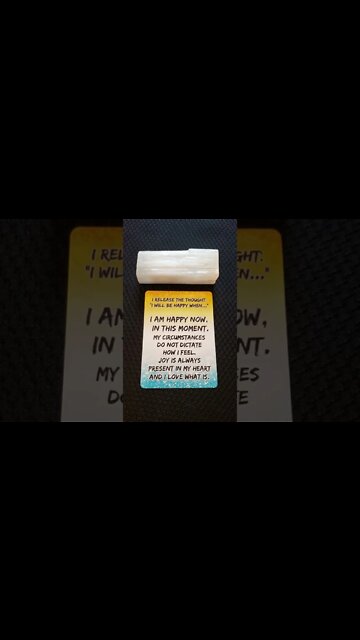 I RELEASE THE THOUGHT
"I WILL BE HAPPY WHEN..."
I AM HAPPY NOW,
IN THIS MOMENT.
MY CIRCUMSTANCES
DO NOT DICTATE
HOW I FEEL.
JOY IS ALWAYS
PRESENT IN MY HEART
AND I LOVE WHAT IS.